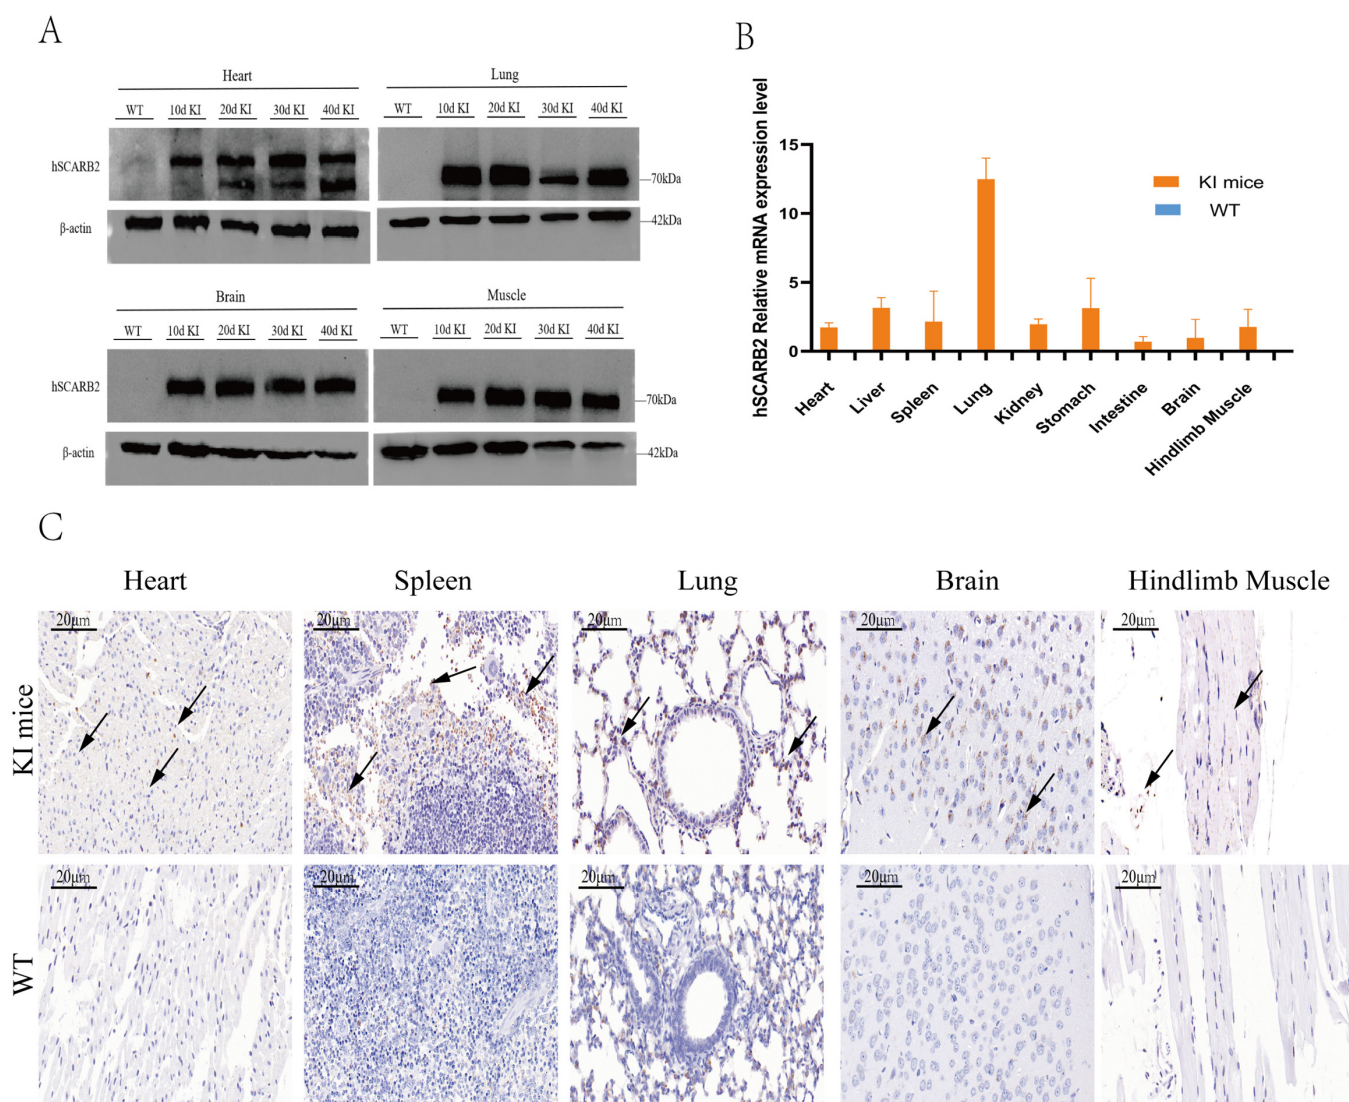 A
Heart
WT 10d KI 20d KI 30d KI 40d KI
hSCARB2
β-actin
Lung
WT 10d KI 20d KI 30d KI 40d KI
70kDa
42kDa
Brain
WT 10d KI 20d KI 30d KI 40d KI
hSCARB2
β-actin
Muscle
WT 10d KI 20d KI 30d KI 40d KI
70kDa
42kDa
B
hSCARB2 Relative mRNA expression level
15
10
5
0
KI mice
WT
Heart
Liver
Spleen
Lung
Kidney
Stomach
Intestine
Brain
Hindlimb Muscle
C
Heart Spleen Lung Brain Hindlimb Muscle
KI mice
20μm 20μm 20μm 20μm 20μm
WT
20μm 20μm 20μm 20μm 20μm